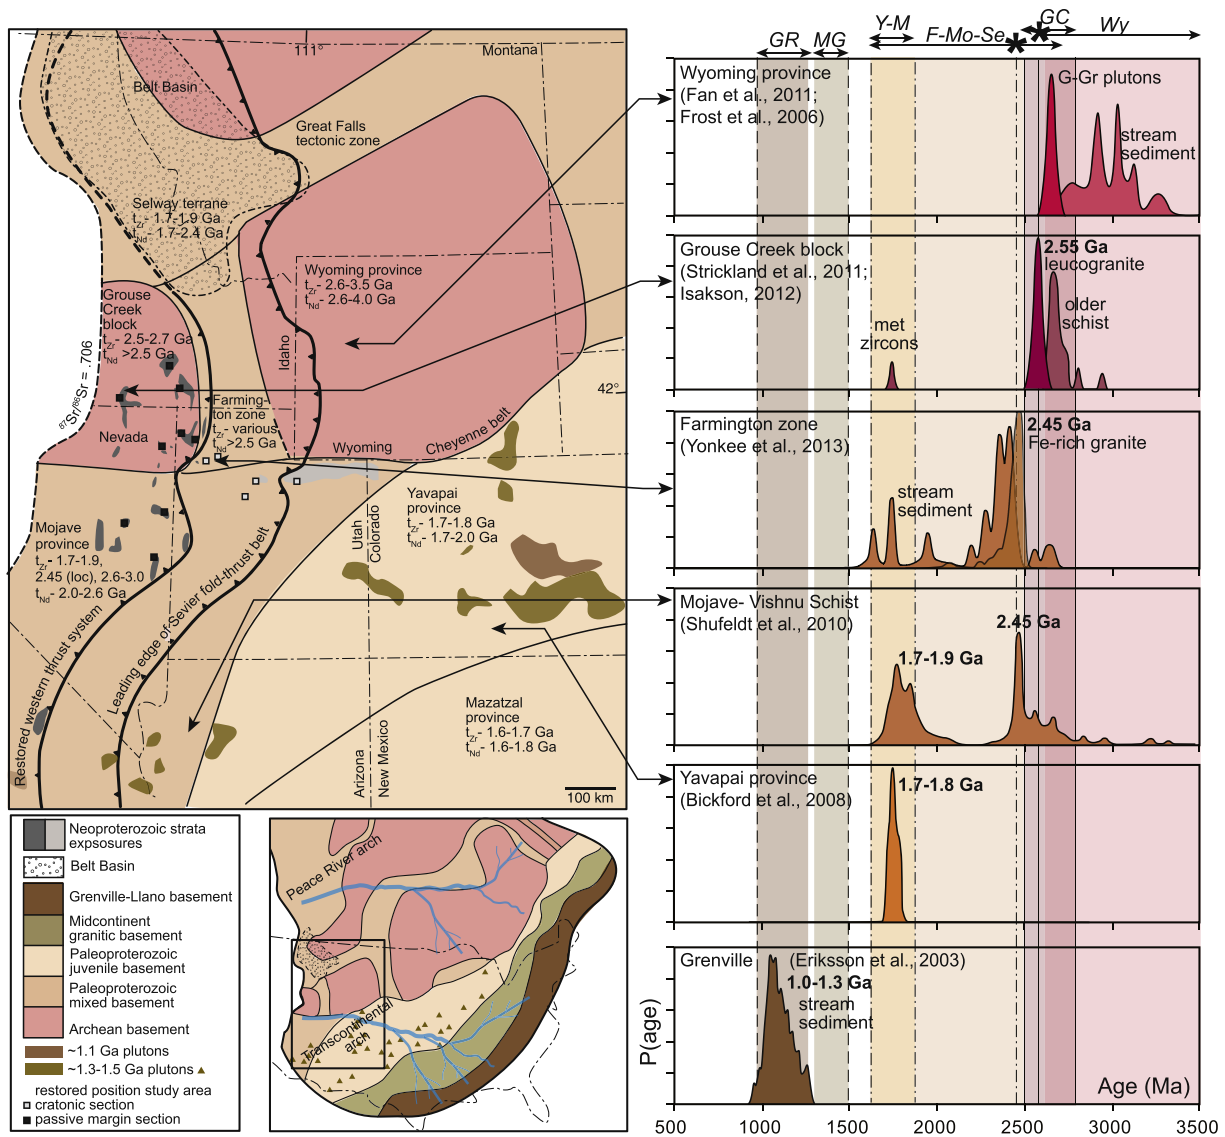 111°
Montana
Belt Basin
Great Falls
tectonic zone
Selway terrane
tZr- 1.7-1.9 Ga
tNd- 1.7-2.4 Ga
Wyoming province
tZr- 2.6-3.5 Ga
tNd- 2.6-4.0 Ga
Grouse
Creek
block
tZr- 2.5-2.7 Ga
tNd >2.5 Ga
87Sr/86Sr = .706
Idaho
42°
Farming-
ton zone
tZr- various
tNd>2.5 Ga
Nevada
Wyoming
Cheyenne belt
Mojave
province
tZr- 1.7-1.9,
2.45 (loc), 2.6-3.0
tNd- 2.0-2.6 Ga
Yavapai
province
tZr- 1.7-1.8 Ga
tNd- 1.7-2.0 Ga
Utah
Colorado
Restored western thrust system
Leading edge of Sevier fold-thrust belt
Mazatzal
province
tZr- 1.6-1.7 Ga
tNd- 1.6-1.8 Ga
Arizona
New Mexico
100 km
Neoproterozoic strata
expsosures
Belt Basin
Grenville-Llano basement
Midcontinent
granitic basement
Paleoproterozoic
juvenile basement
Paleoproterozoic
mixed basement
Archean basement
~1.1 Ga plutons
~1.3-1.5 Ga plutons
restored position study area
cratonic section
passive margin section
Peace River arch
Transcontinental
arch
GR
MG
Y-M
F-Mo-Se
GC
Wy
*
*
Wyoming province
(Fan et al., 2011;
Frost et al., 2006)
G-Gr plutons
stream
sediment
Grouse Creek block
(Strickland et al., 2011;
Isakson, 2012)
met
zircons
2.55 Ga
leucogranite
older
schist
Farmington zone
(Yonkee et al., 2013)
stream
sediment
2.45 Ga
Fe-rich granite
Mojave- Vishnu Schist
(Shufeldt et al., 2010)
1.7-1.9 Ga
2.45 Ga
Yavapai province
(Bickford et al., 2008)
1.7-1.8 Ga
Grenville
(Eriksson et al., 2003)
1.0-1.3 Ga
stream
sediment
P(age)
Age (Ma)
500
1000
1500
2000
2500
3000
3500